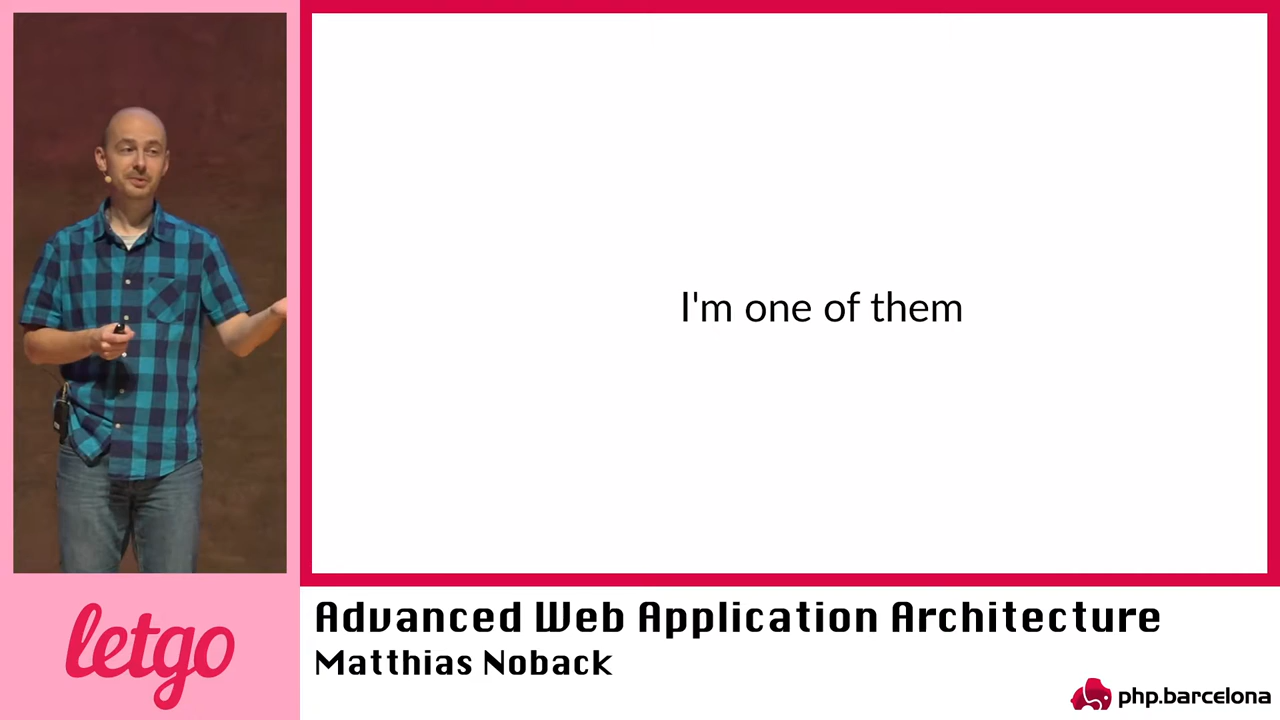 I'm one of them
letgo
Advanced Web Application Architecture
Matthias Noback
php.barcelona